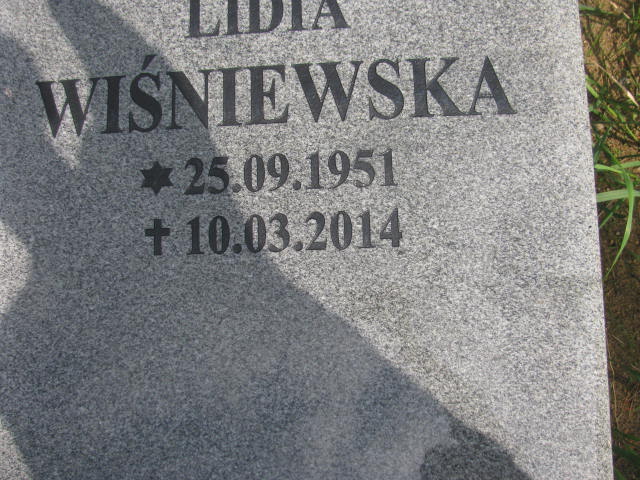 LIDIA
WIŚNIEWSKA
✶ 25.09.1951
✝ 10.03.2014